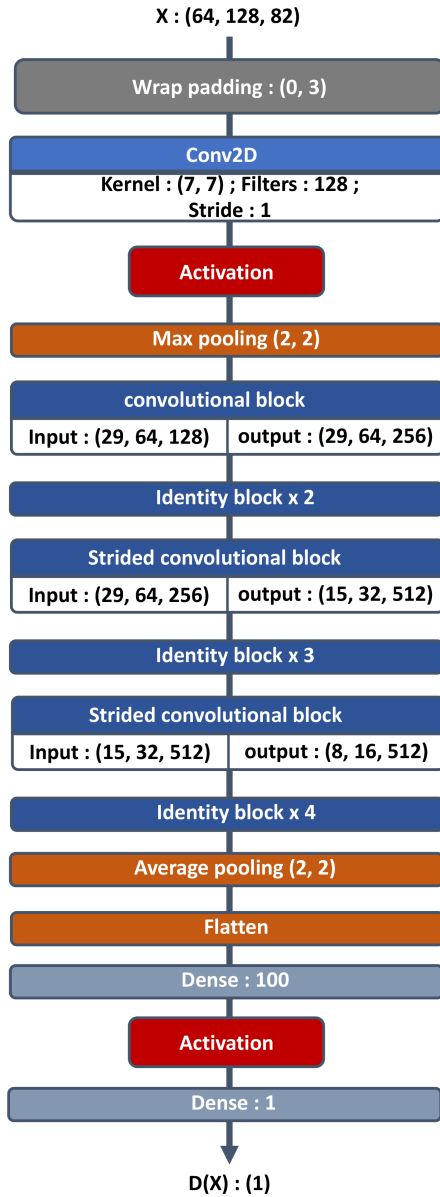 X : (64, 128, 82)
Wrap padding : (0, 3)
Conv2D
Kernel : (7, 7) ; Filters : 128 ;
Stride : 1
Activation
Max pooling (2, 2)
convolutional block
Input : (29, 64, 128)
output : (29, 64, 256)
Identity block x 2
Strided convolutional block
Input : (29, 64, 256)
output : (15, 32, 512)
Identity block x 3
Strided convolutional block
Input : (15, 32, 512)
output : (8, 16, 512)
Identity block x 4
Average pooling (2, 2)
Flatten
Dense : 100
Activation
Dense : 1
D(X) : (1)